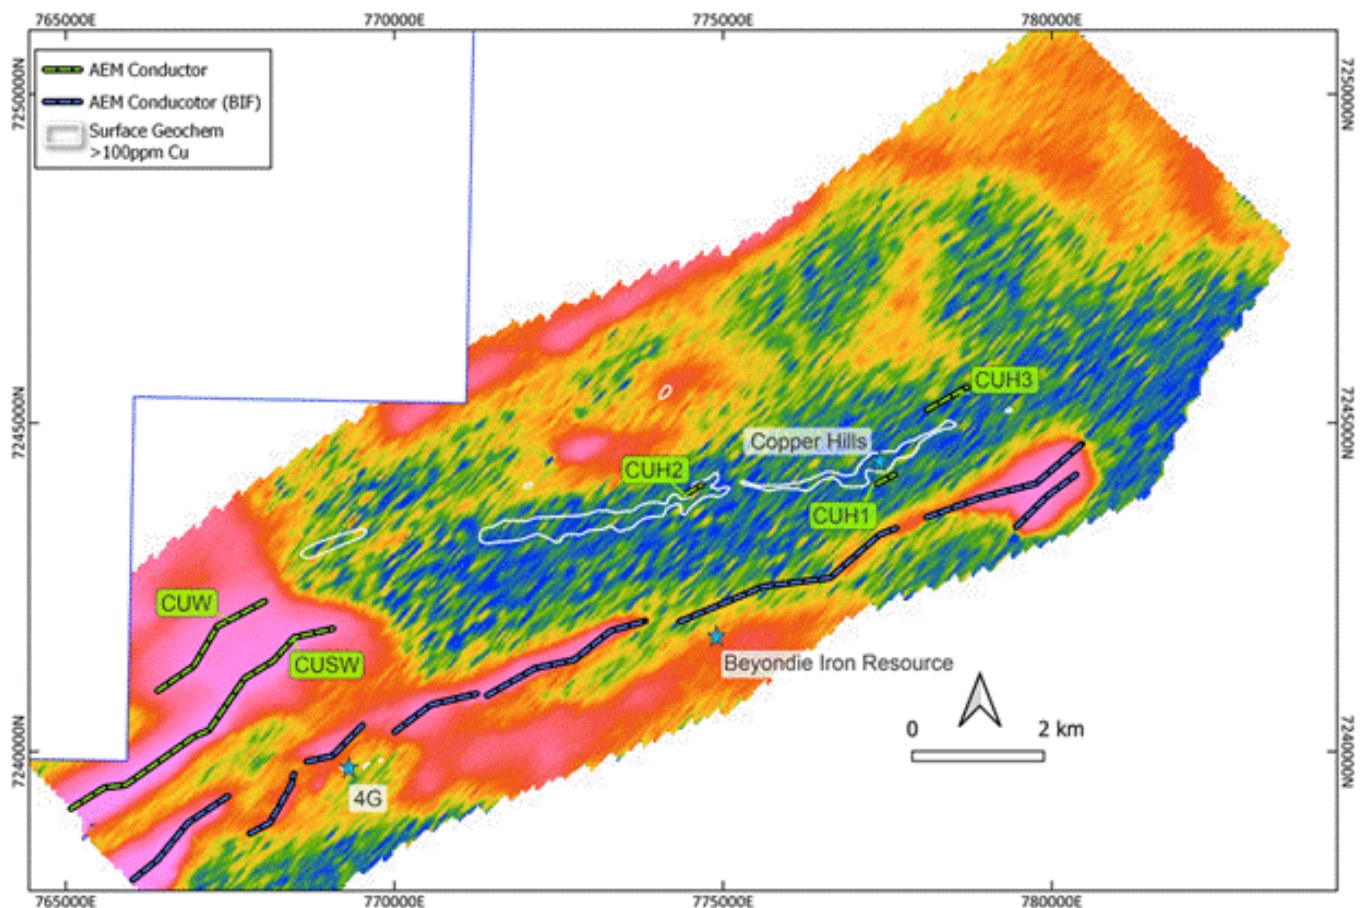 765000E 770000E 775000E 780000E
AEM Conductor
AEM Conducotor (BIF)
Surface Geochem
>100ppm Cu
7250000N 7250000N
CUH3
7245000N 7245000N
Copper Hills
CUH2
CUH1
CUW
CUSW
Beyondie Iron Resource
0 2 km
7240000N 7240000N
4G
765000E 770000E 775000E 780000E